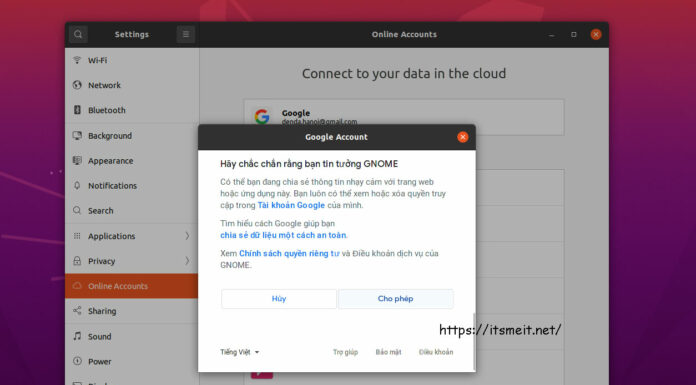 Settings
Online Accounts
Wi-Fi
Network
Bluetooth
Background
Appearance
Notifications
Search
Applications
Privacy
Online Accounts
Sharing
Sound
Power
Connect to your data in the cloud
Google
denda.hanoi@gmail.com
Google Account
Hãy chắc chắn rằng bạn tin tưởng GNOME
Có thể bạn đang chia sẻ thông tin nhạy cảm với trang web
hoặc ứng dụng này. Bạn luôn có thể xem hoặc xóa quyền truy
cập trong Tài khoản Google của mình.
Tìm hiểu cách Google giúp bạn
chia sẻ dữ liệu một cách an toàn.
Xem Chính sách quyền riêng tư và Điều khoản dịch vụ của
GNOME.
Hủy
Cho phép
https://itsmeit.net/
Tiếng Việt
Trợ giúp
Bảo mật
Điều khoản